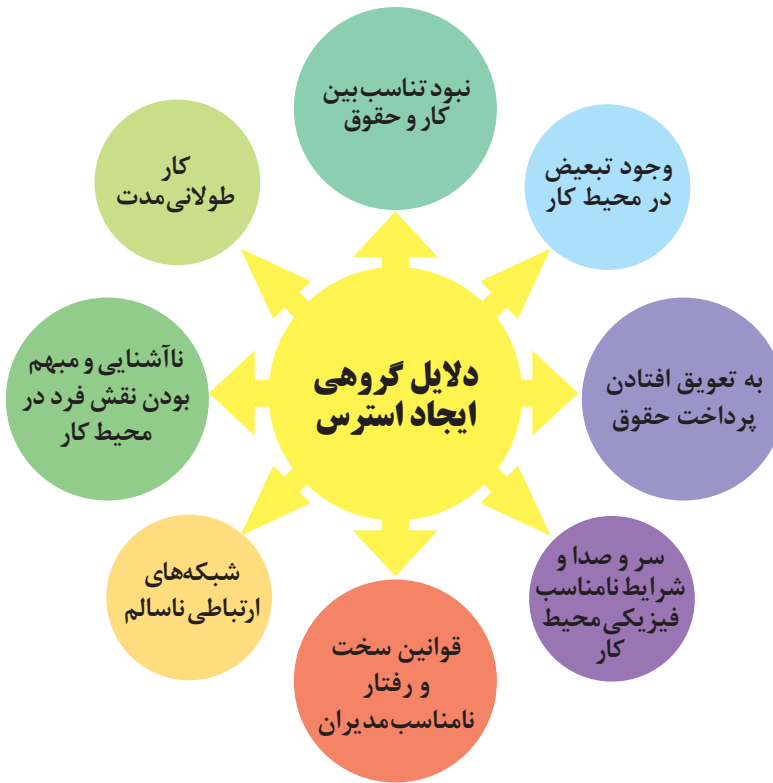 دلایل گروهی
ایجاد استرس
نبود تناسب بین
کار و حقوق
وجود تبعیض
در محیط کار
به تعویق افتادن
پرداخت حقوق
سر و صدا و
شرایط نامناسب
فیزیکی محیط
کار
قوانین سخت
و رفتار
نامناسب مدیران
شبکه‌های
ارتباطی ناسالم
ناآشنایی و مبهم
بودن نقش فرد در
محیط کار
کار
طولانی مدت